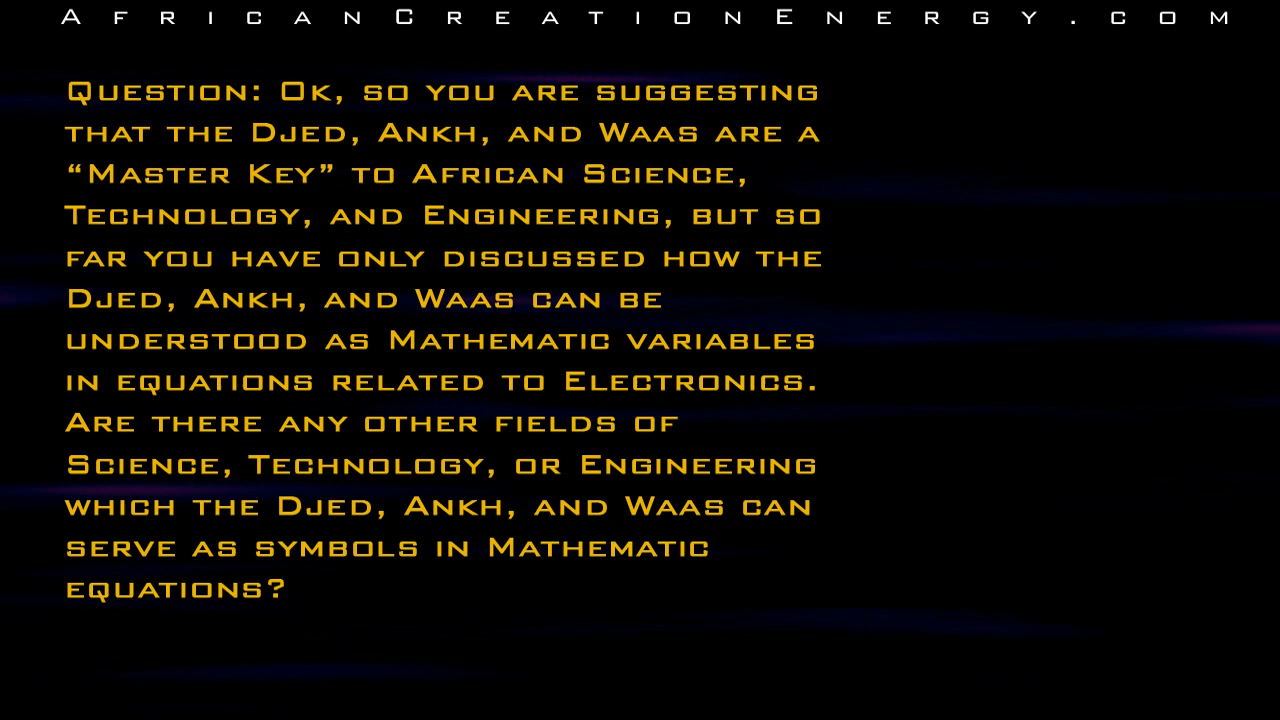 AfricanCreationEnergy.com
Question: Ok, so you are suggesting
that the Djed, Ankh, and Waas are a
“Master Key” to African Science,
Technology, and Engineering, but so
far you have only discussed how the
Djed, Ankh, and Waas can be
understood as Mathematic variables
in equations related to Electronics.
Are there any other fields of
Science, Technology, or Engineering
which the Djed, Ankh, and Waas can
serve as symbols in Mathematic
equations?